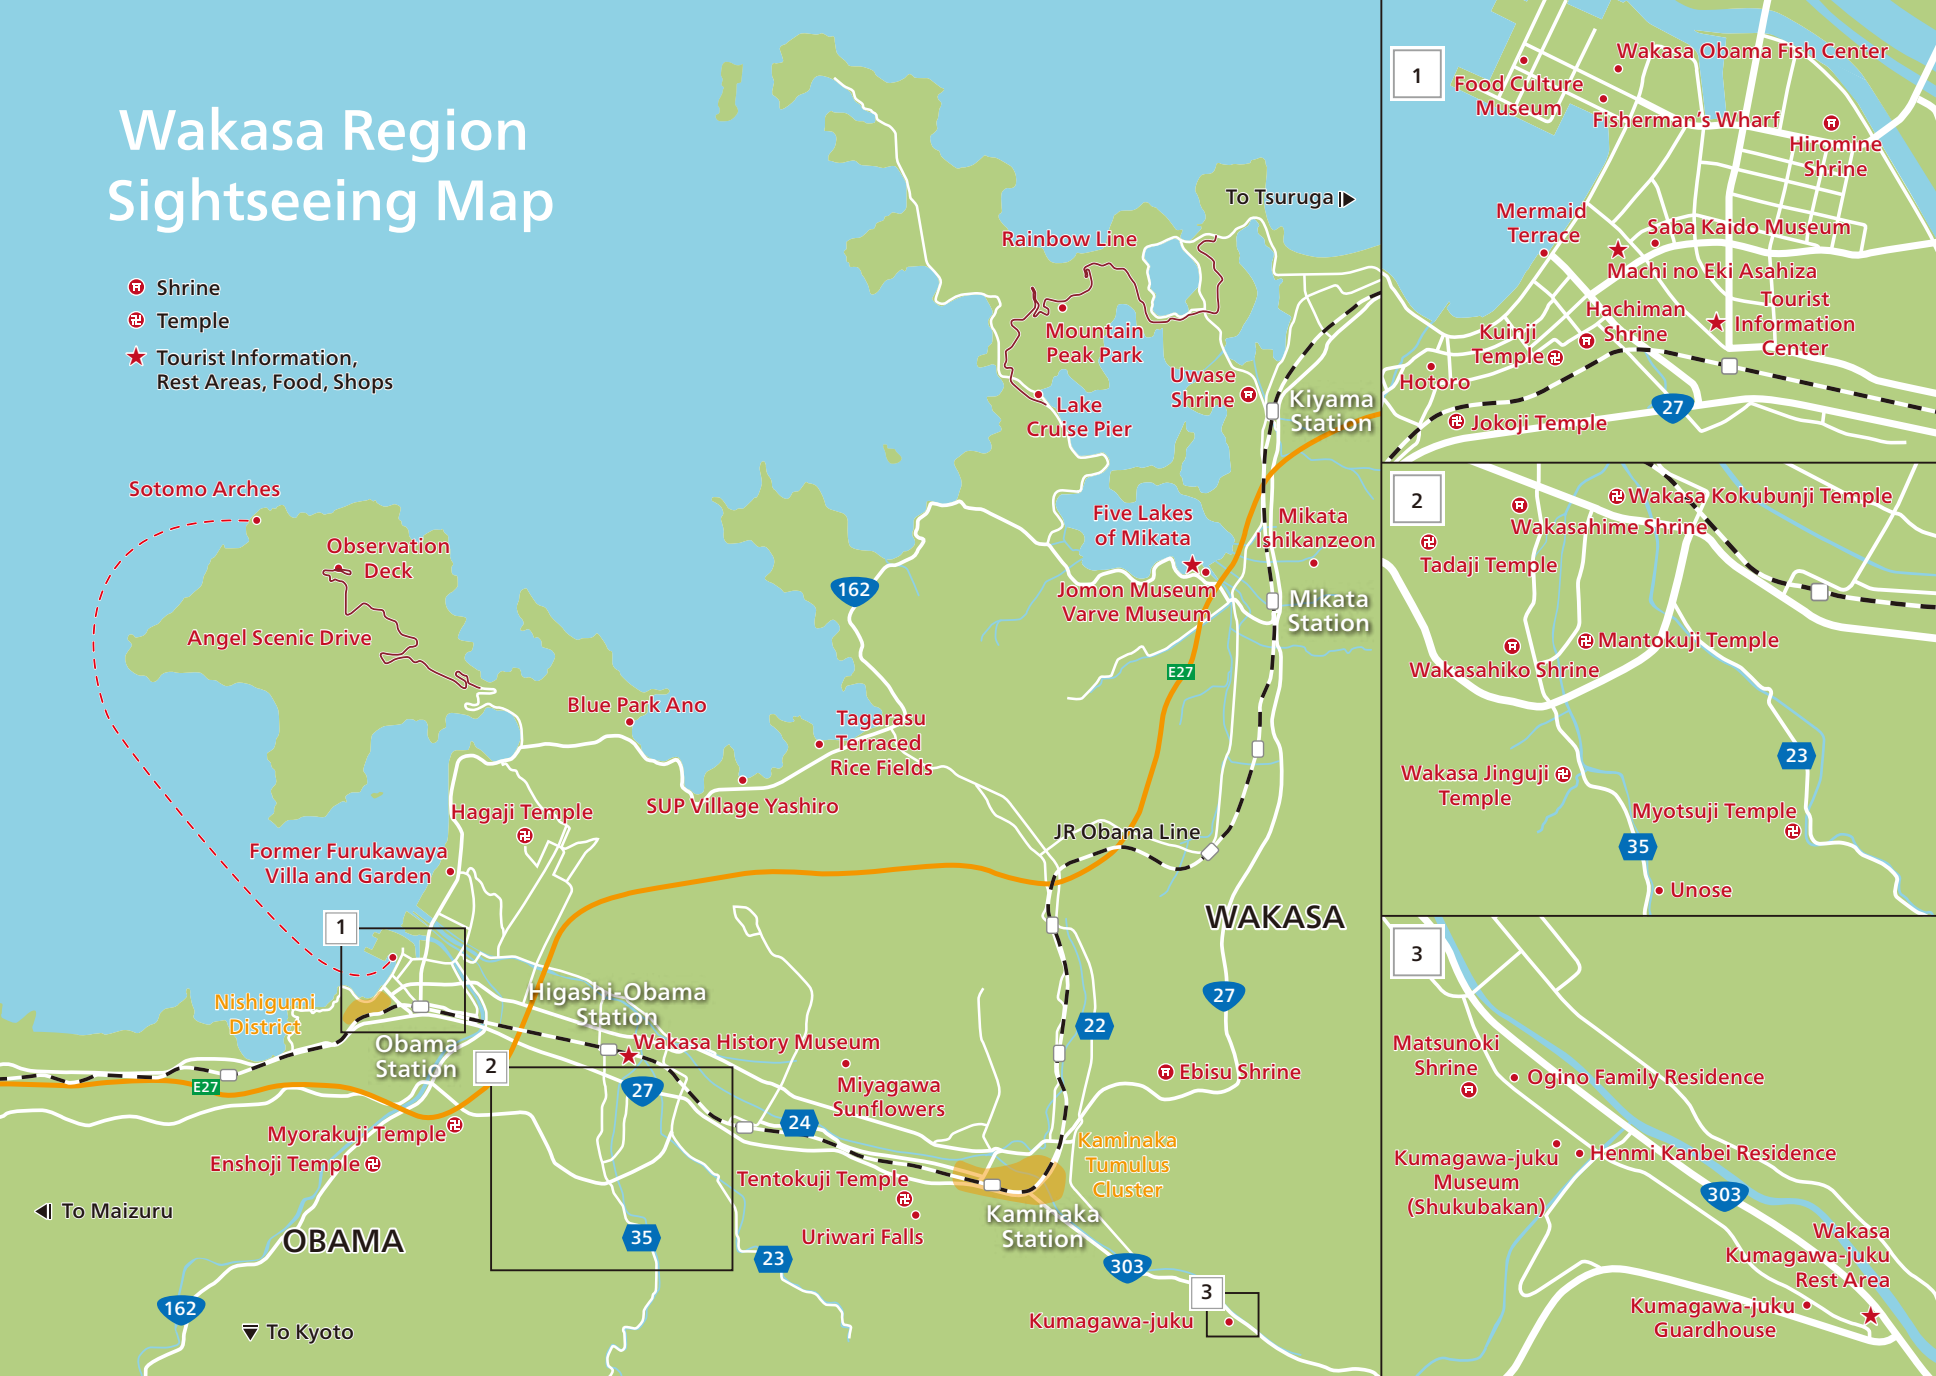 Wakasa Region
Sightseeing Map
Shrine
Temple
Tourist Information,
Rest Areas, Food, Shops
To Tsuruga
Rainbow Line
Mountain
Peak Park
Uwase
Shrine
Kiyama
Station
Lake
Cruise Pier
Sotomo Arches
Five Lakes
of Mikata
Mikata
Ishikanzeon
Observation
Deck
162
Jomon Museum
Varve Museum
Mikata
Station
Angel Scenic Drive
E27
Blue Park Ano
Tagarasu
Terraced
Rice Fields
SUP Village Yashiro
Hagaji Temple
JR Obama Line
Former Furukawaya
Villa and Garden
WAKASA
1
Nishigumi
District
Higashi-Obama
Station
27
22
Obama
Station
Wakasa History Museum
2
E27
27
Miyagawa
Sunflowers
Ebisu Shrine
24
Myorakuji Temple
Enshoji Temple
Kaminaka
Tumulus
Cluster
Tentokuji Temple
To Maizuru
OBAMA
Kaminaka
Station
35
Uriwari Falls
23
303
162
3
Kumagawa-juku
To Kyoto
1
Wakasa Obama Fish Center
Food Culture
Museum
Fisherman's Wharf
Hiromine
Shrine
Mermaid
Terrace
Saba Kaido Museum
Machi no Eki Asahiza
Hachiman
Shrine
Tourist
Information
Center
Kuinji
Temple
Hotoro
27
Jokoji Temple
2
Wakasa Kokubunji Temple
Wakasahime Shrine
Tadaji Temple
Mantokuji Temple
Wakasahiko Shrine
23
Wakasa Jinguji
Temple
Myotsuji Temple
35
Unose
3
Matsunoki
Shrine
Ogino Family Residence
Kumagawa-juku
Museum
(Shukubakan)
Henmi Kanbei Residence
303
Wakasa
Kumagawa-juku
Rest Area
Kumagawa-juku
Guardhouse